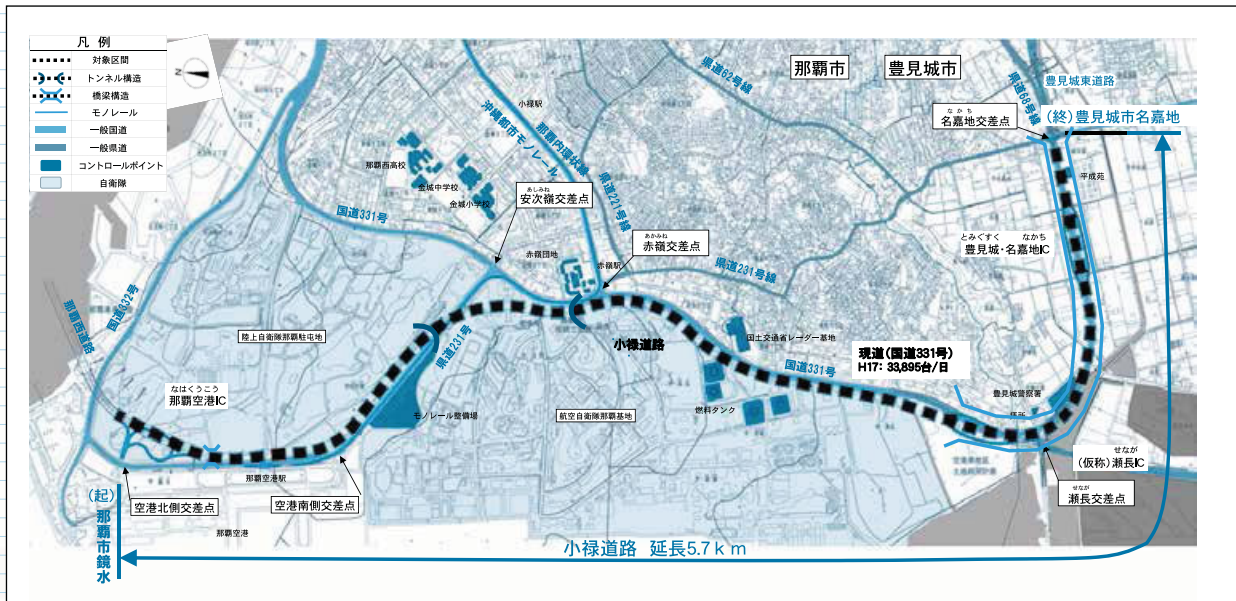 凡 例
対象区間
トンネル構造
橋梁構造
モノレール
一般国道
一般県道
コントロールポイント
自衛隊
N
那覇市
豊見城市
県道62号線
県道68号線
豊見城東道路
なかち
名嘉地交差点
(終)豊見城市名嘉地
平成苑
小禄駅
沖縄都市モノレール
那覇内環状線
県道221号線
那覇西高校
金城中学校
金城小学校
国道331号
あしみね
安次嶺交差点
あかみね
赤嶺交差点
赤嶺団地
赤嶺駅
県道231号線
とみぐすく なかち
豊見城・名嘉地IC
国道332号
那覇西道路
陸上自衛隊那覇駐屯地
県道231号
小禄道路
国土交通省レーダー基地
国道331号
現道(国道331号)
H17: 33,895台/日
なはくうこう
那覇空港IC
モノレール整備場
航空自衛隊那覇基地
燃料タンク
豊見城警察署
せなが
(仮称)瀬長IC
せなが
瀬長交差点
那覇空港駅
空港北側交差点
空港南側交差点
那覇空港
(起)那覇市鏡水
小禄道路 延長5.7km